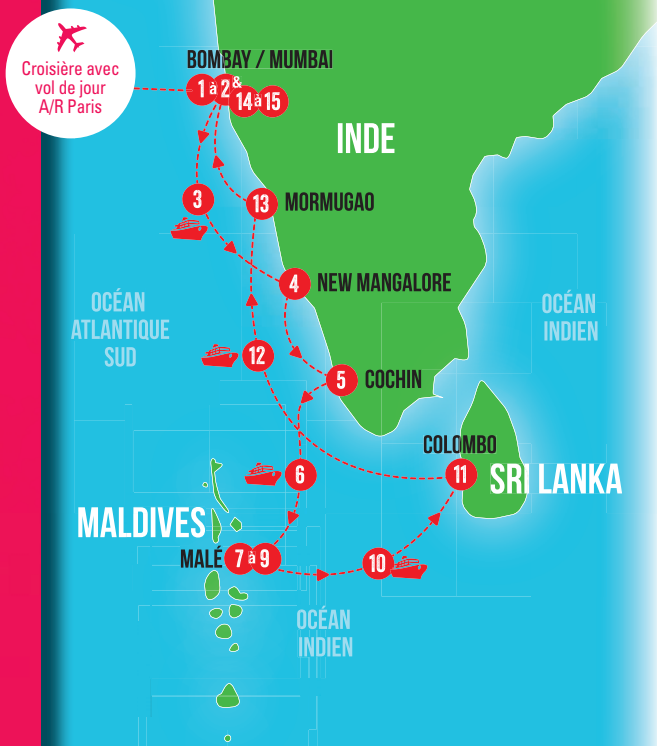 Croisière avec
vol de jour
A/R Paris
BOMBAY / MUMBAI
1 à 2 &
14 à 15
INDE
3
13 MORMUGAO
4 NEW MANGALORE
OCÉAN
ATLANTIQUE
SUD
OCÉAN
INDIEN
12
5 COCHIN
COLOMBO
6
11 SRI LANKA
MALDIVES
MALÉ 7 à 9
10
OCÉAN
INDIEN